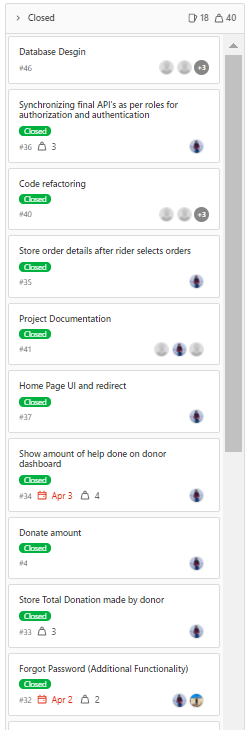 Closed 18 40
Database Desgin
#46 +3
Synchronizing final API's as per roles for
authorization and authentication
Closed
#36 3
Code refactoring
Closed
#40 +3
Store order details after rider selects orders
Closed
#35
Project Documentation
Closed
#41
Home Page UI and redirect
Closed
#37
Show amount of help done on donor
dashboard
Closed
#34 Apr 3 4
Donate amount
Closed
#4
Store Total Donation made by donor
Closed
#33 3
Forgot Password (Additional Functionality)
Closed
#32 Apr 2 2